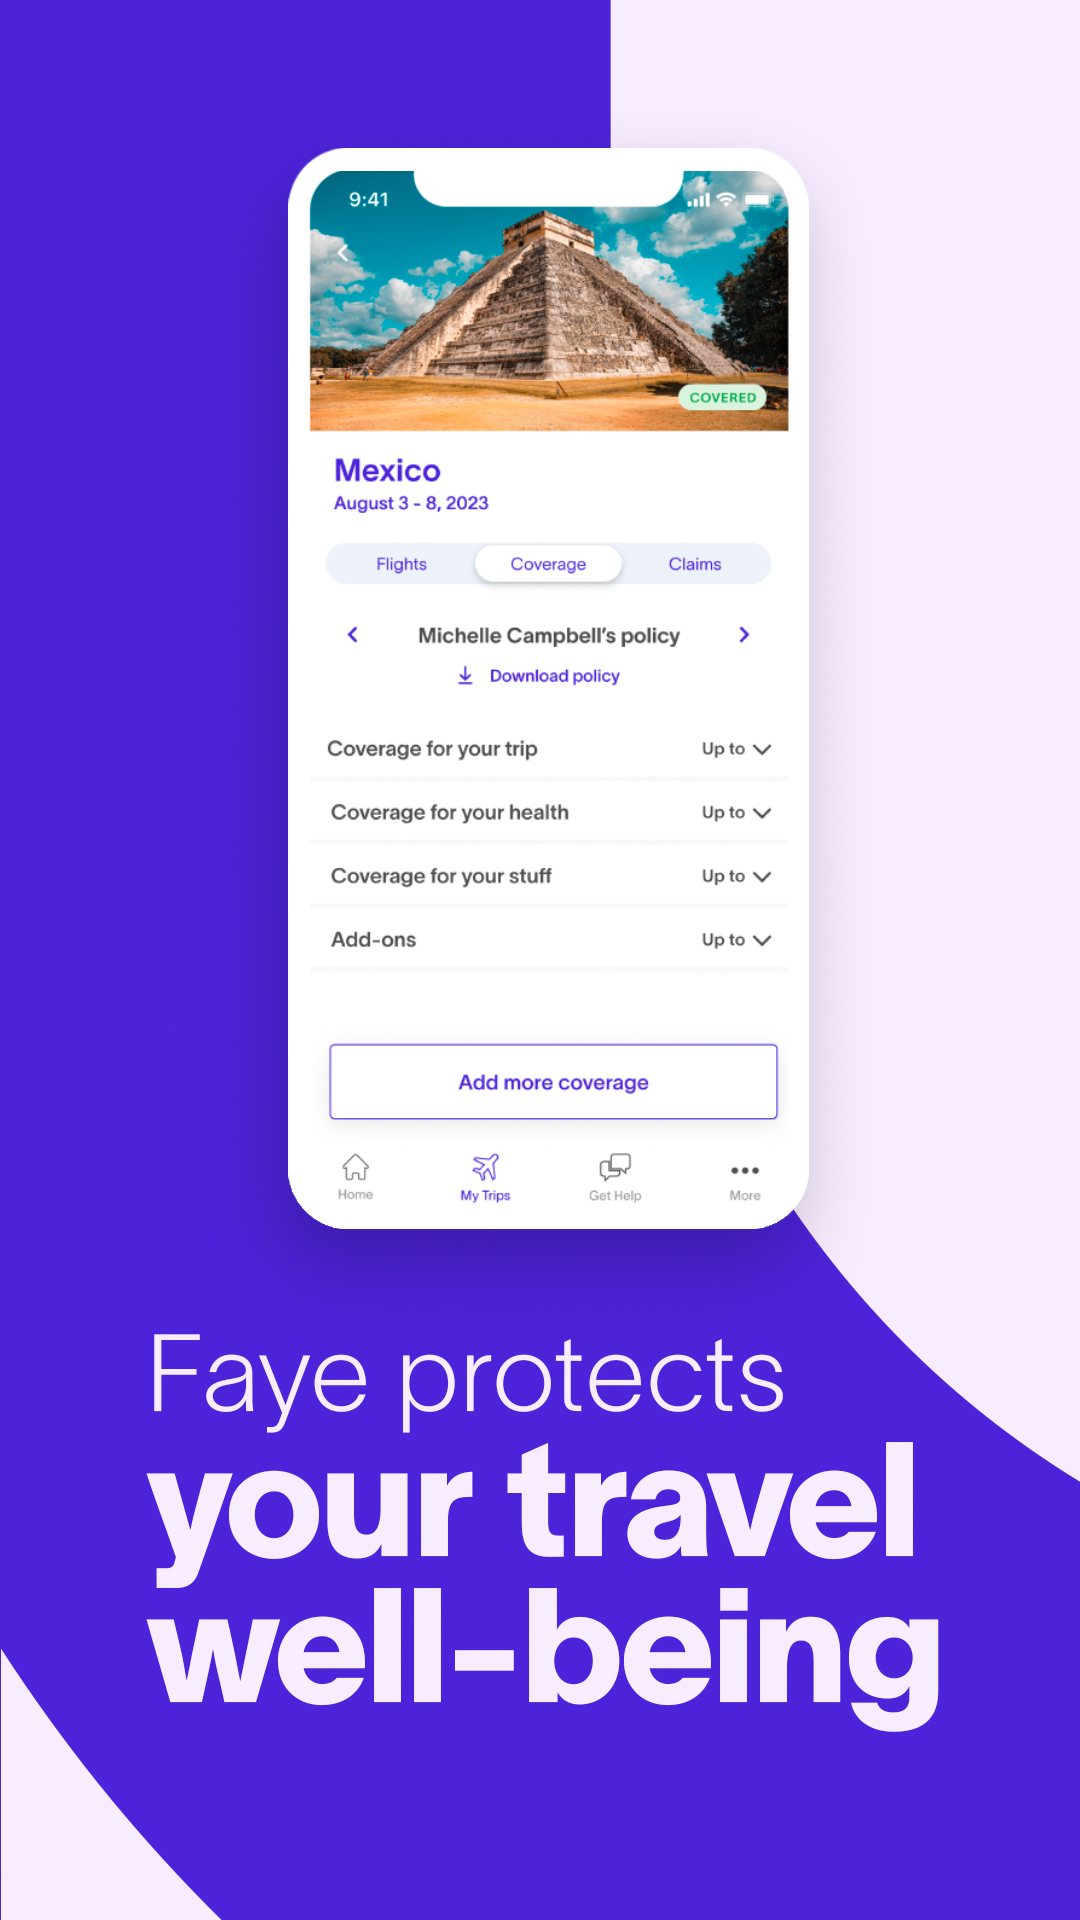 9:41
COVERED
Mexico
August 3 - 8, 2023
Flights Coverage Claims
Michelle Campbell's policy
Download policy
Coverage for your trip Up to
Coverage for your health Up to
Coverage for your stuff Up to
Add-ons Up to
Add more coverage
Home My Trips Get Help More
Faye protects
your travel
well-being